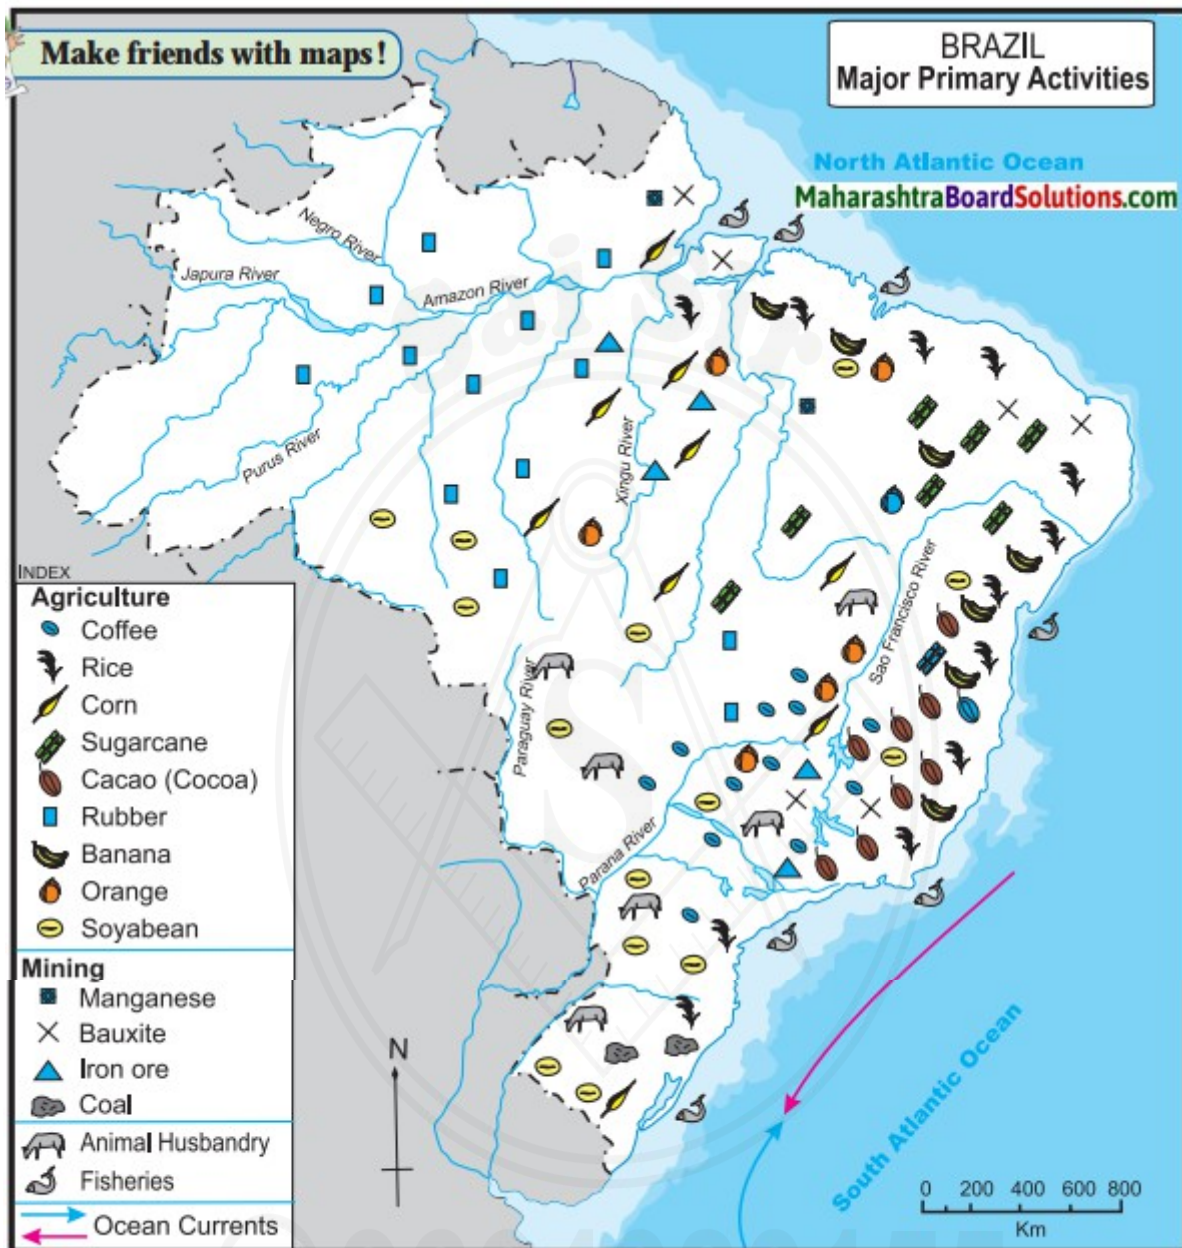 Make friends with maps!
BRAZIL
Major Primary Activities
North Atlantic Ocean
MaharashtraBoardSolutions.com
Negro River
Japura River
Amazon River
Purus River
Xingu River
Sao Francisco River
Paraguay River
Parana River
INDEX
Agriculture
Coffee
Rice
Corn
Sugarcane
Cacao (Cocoa)
Rubber
Banana
Orange
Soyabean
Mining
Manganese
Bauxite
Iron ore
Coal
Animal Husbandry
Fisheries
Ocean Currents
N
South Atlantic Ocean
0 200 400 600 800
Km